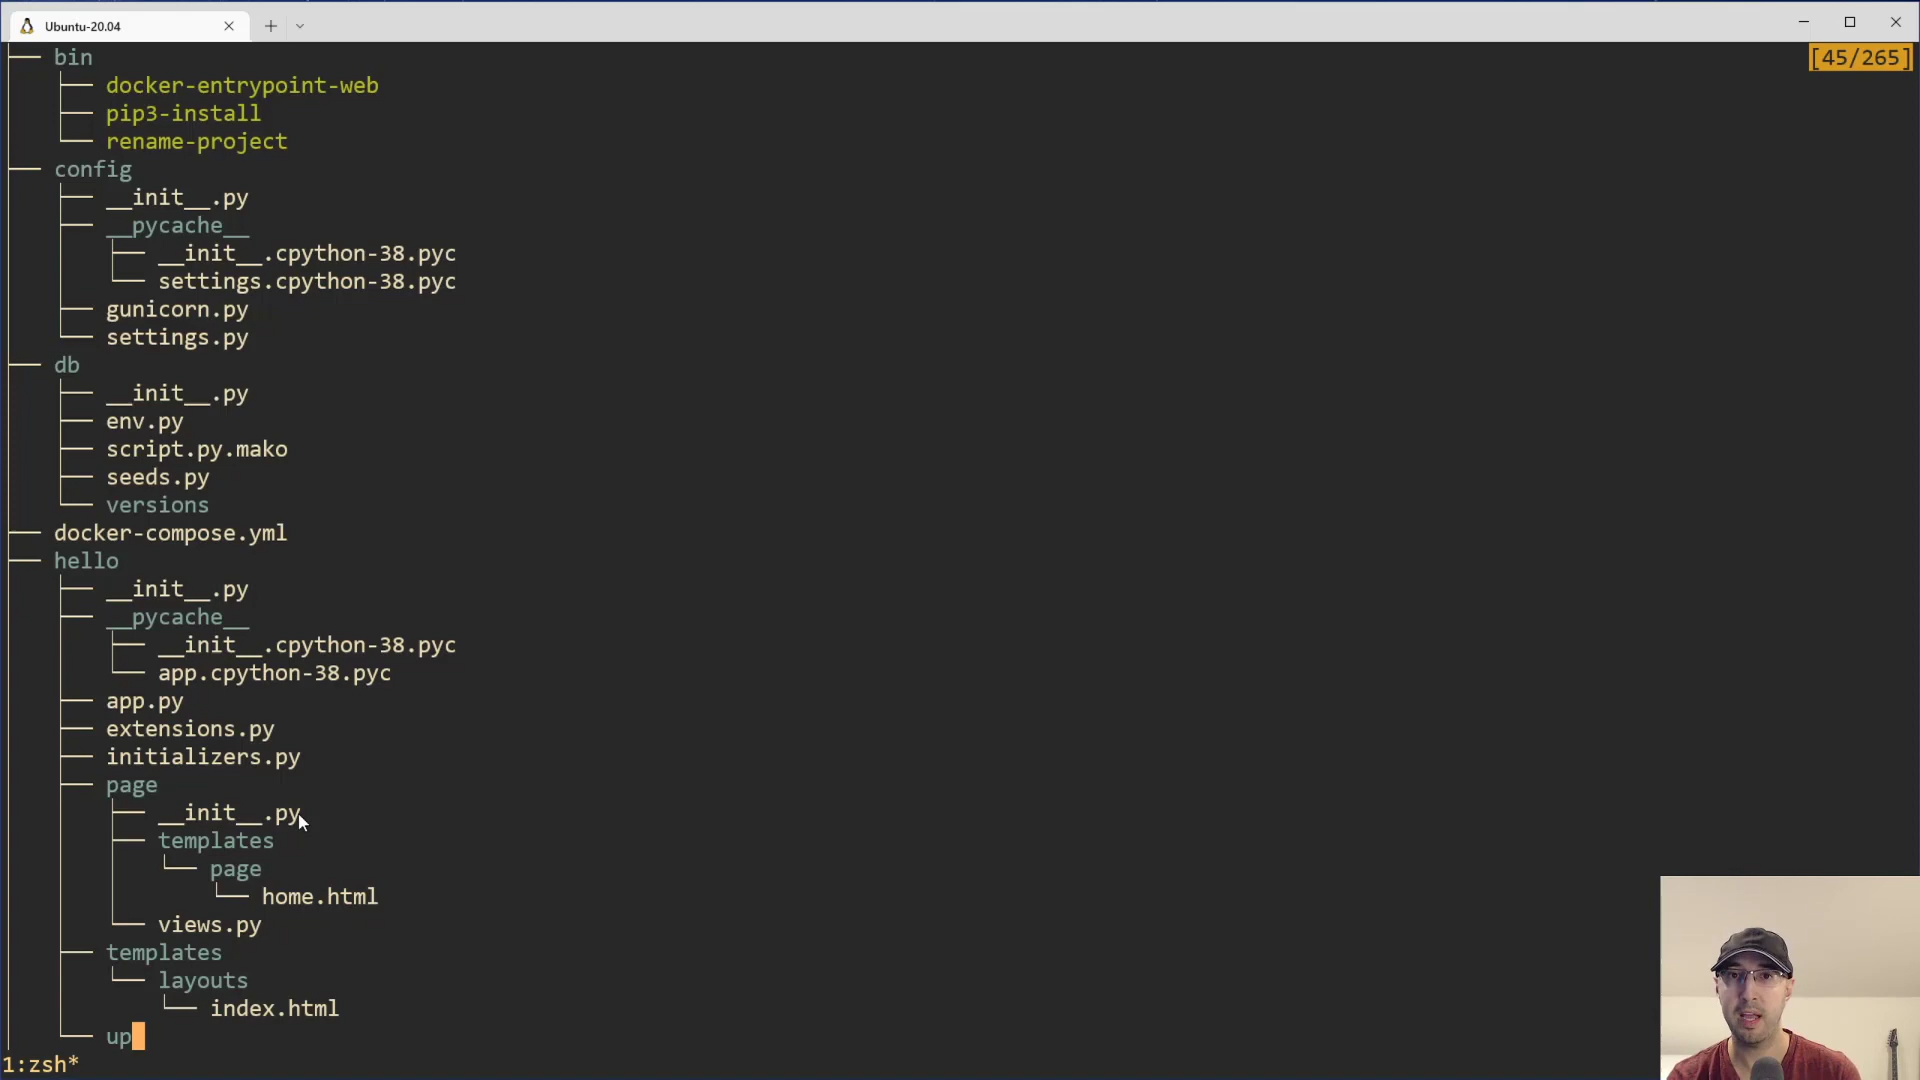 Ubuntu-20.04
[45/265]
├── bin
│   ├── docker-entrypoint-web
│   ├── pip3-install
│   └── rename-project
├── config
│   ├── __init__.py
│   ├── __pycache__
│   │   ├── __init__.cpython-38.pyc
│   │   └── settings.cpython-38.pyc
│   ├── gunicorn.py
│   └── settings.py
├── db
│   ├── __init__.py
│   ├── env.py
│   ├── script.py.mako
│   ├── seeds.py
│   └── versions
├── docker-compose.yml
├── hello
│   ├── __init__.py
│   ├── __pycache__
│   │   ├── __init__.cpython-38.pyc
│   │   └── app.cpython-38.pyc
│   ├── app.py
│   ├── extensions.py
│   ├── initializers.py
│   ├── page
│   │   ├── __init__.py
│   │   ├── templates
│   │   │   └── page
│   │   │       └── home.html
│   │   └── views.py
│   ├── templates
│   │   └── layouts
│   │       └── index.html
│   └── up
1:zsh*